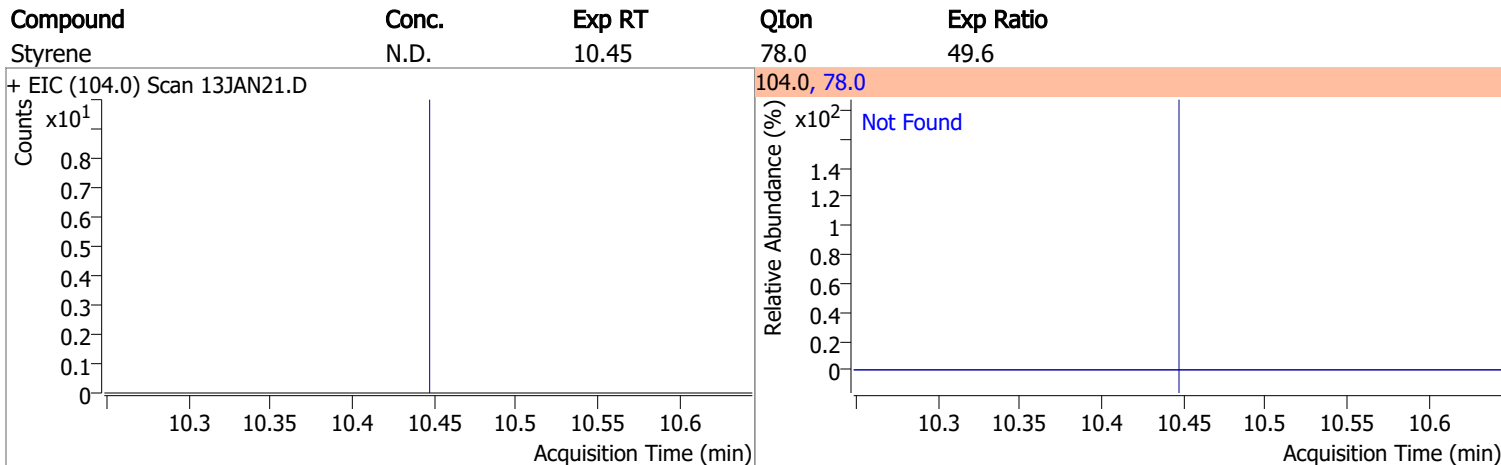 Compound Conc. Exp RT QIon Exp Ratio
Styrene N.D. 10.45 78.0 49.6
+ EIC (104.0) Scan 13JAN21.D
Counts
x10¹
0.8
0.7
0.6
0.5
0.4
0.3
0.2
0.1
0
10.3 10.35 10.4 10.45 10.5 10.55 10.6
Acquisition Time (min)
104.0, 78.0
Relative Abundance (%)
x10²
Not Found
1.4
1.2
1
0.8
0.6
0.4
0.2
0
10.3 10.35 10.4 10.45 10.5 10.55 10.6
Acquisition Time (min)